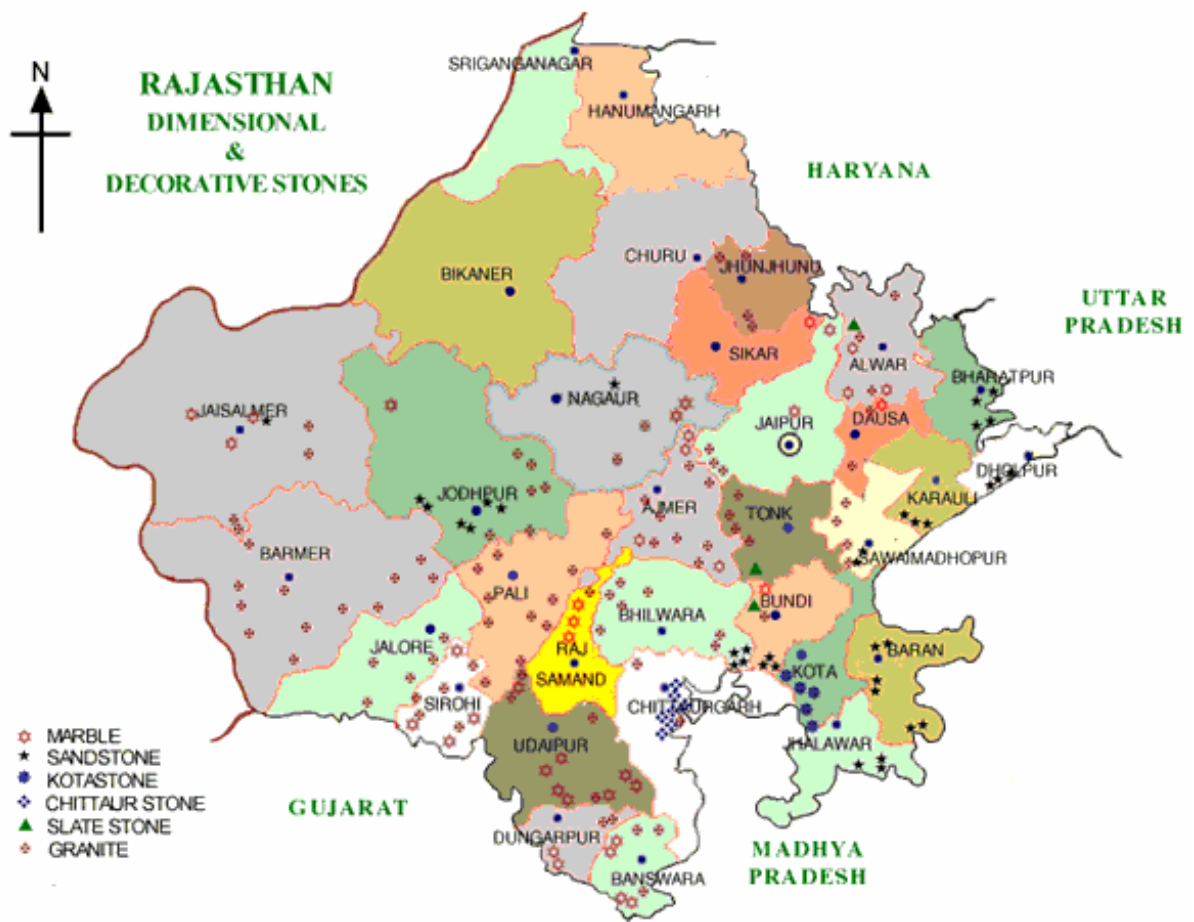 SRIGANGANAGAR
N
RAJASTHAN
DIMENSIONAL
&
DECORATIVE STONES
HANUMANGARH
HARYANA
CHURU
JHUNJHUNU
BIKANER
UTTAR
PRADESH
SIKAR
ALWAR
BHARATPUR
NAGAUR
JAISALMER
JAIPUR
DAUSA
DHOLPUR
JODHPUR
KARAULI
AJMER
TONK
BARMER
SAWAIMADHOPUR
PALI
BUNDI
BHILWARA
JALORE
RAJ
SAMAND
BARAN
KOTA
SIROHI
CHITTAURGARH
UDAIPUR
JHALAWAR
MARBLE
SANDSTONE
KOTASTONE
CHITTAUR STONE
SLATE STONE
GRANITE
GUJARAT
DUNGARPUR
MADHYA
PRADESH
BANSWARA